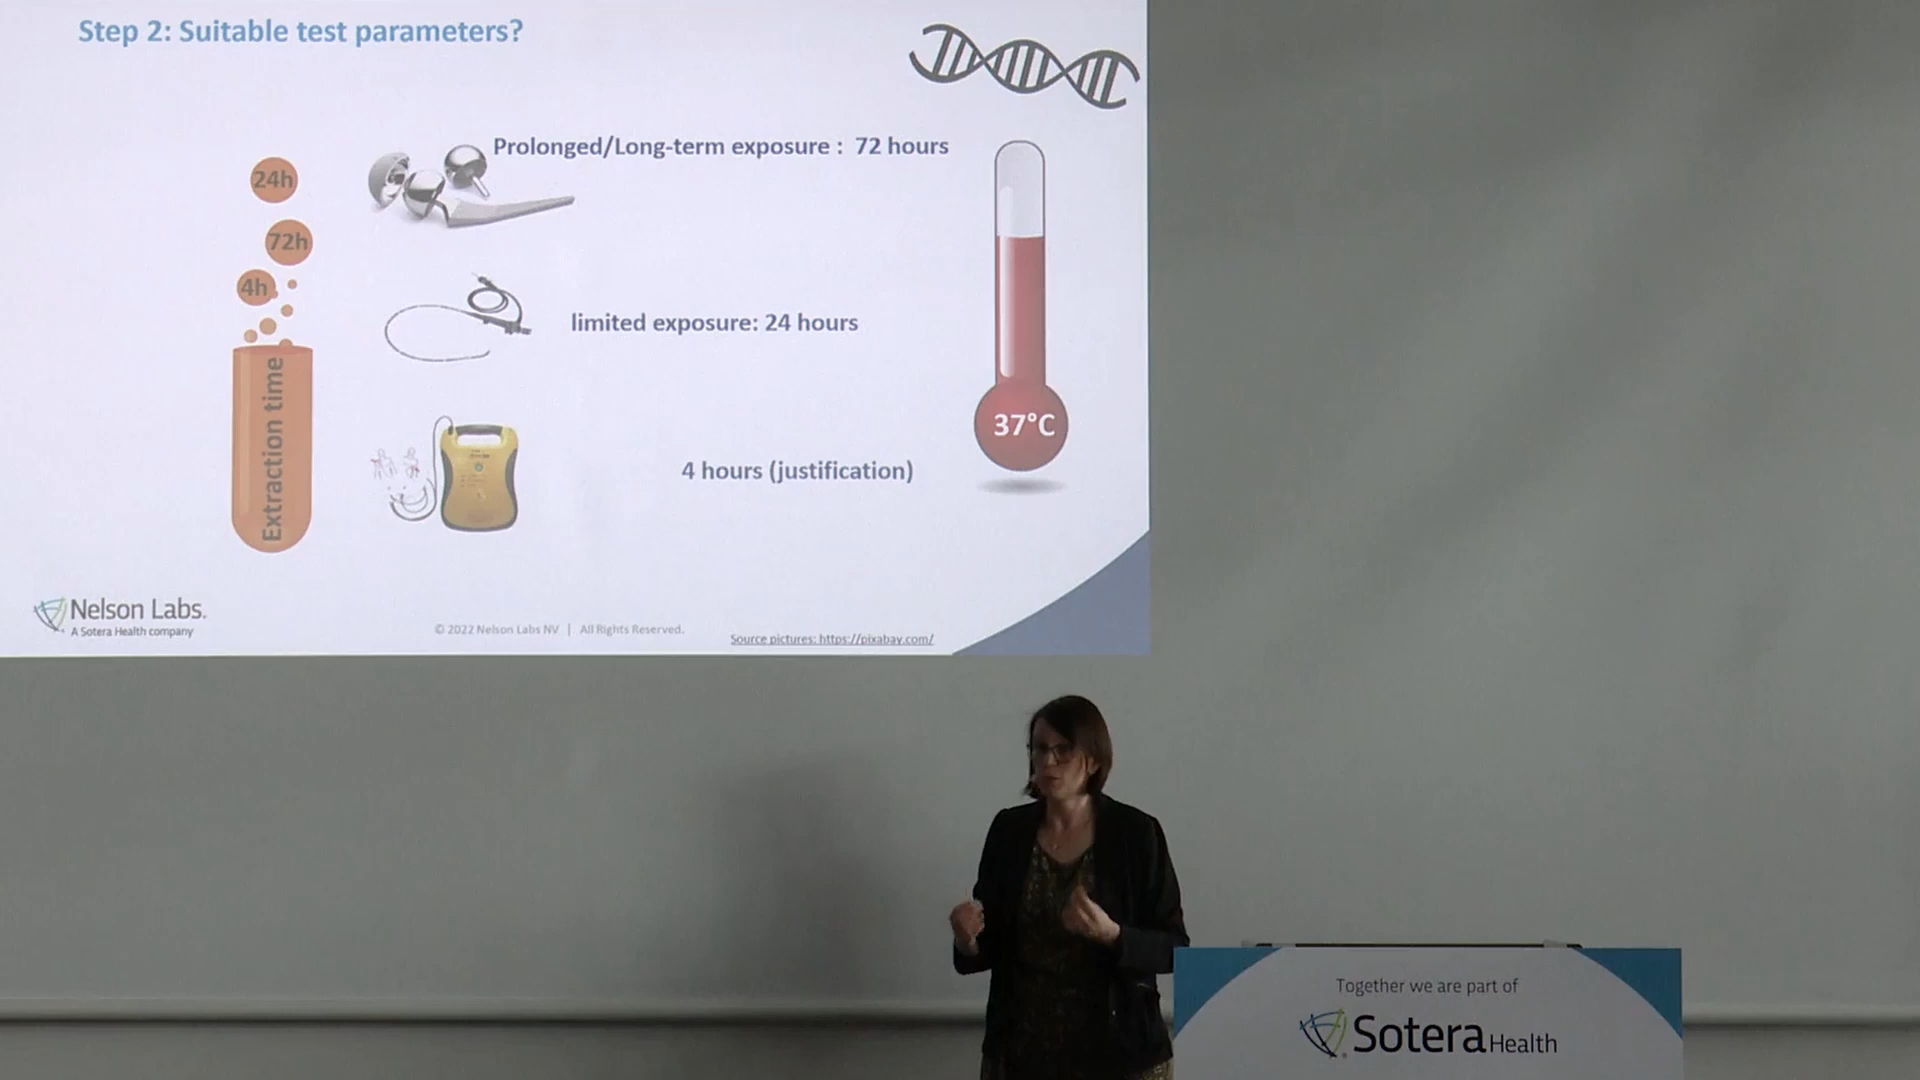 Step 2: Suitable test parameters?
Prolonged/Long-term exposure : 72 hours
24h
72h
4h
limited exposure: 24 hours
Extraction time
37°C
4 hours (justification)
Nelson Labs.
A Sotera Health company
© 2022 Nelson Labs NV | All Rights Reserved.
Source pictures: https://pixabay.com/
Together we are part of
Sotera Health